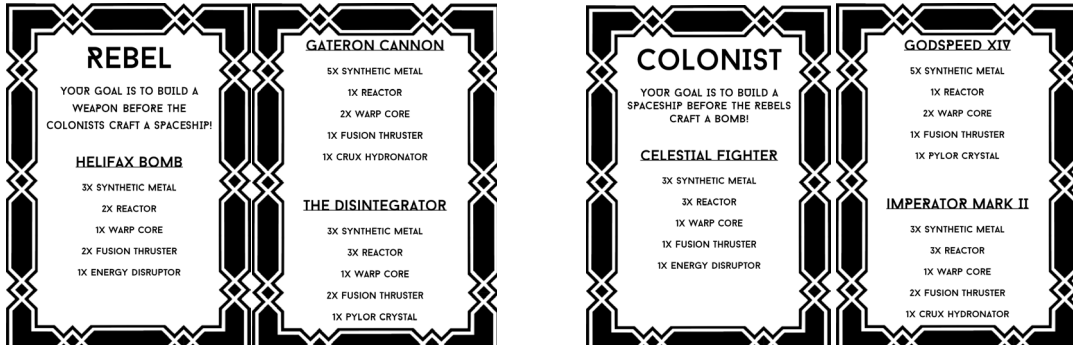 REBEL
YOUR GOAL IS TO BUILD A
WEAPON BEFORE THE
COLONISTS CRAFT A SPACESHIP!
HELIFAX BOMB
3X SYNTHETIC METAL
2X REACTOR
1X WARP CORE
2X FUSION THRUSTER
1X ENERGY DISRUPTOR
GATERON CANNON
5X SYNTHETIC METAL
1X REACTOR
2X WARP CORE
1X FUSION THRUSTER
1X CRUX HYDRONATOR
THE DISINTEGRATOR
3X SYNTHETIC METAL
3X REACTOR
1X WARP CORE
2X FUSION THRUSTER
1X PYLOR CRYSTAL
COLONIST
YOUR GOAL IS TO BUILD A
SPACESHIP BEFORE THE REBELS
CRAFT A BOMB!
CELESTIAL FIGHTER
3X SYNTHETIC METAL
3X REACTOR
1X WARP CORE
1X FUSION THRUSTER
1X ENERGY DISRUPTOR
GODSPEED XIV
5X SYNTHETIC METAL
1X REACTOR
2X WARP CORE
1X FUSION THRUSTER
1X PYLOR CRYSTAL
IMPERATOR MARK II
3X SYNTHETIC METAL
3X REACTOR
1X WARP CORE
2X FUSION THRUSTER
1X CRUX HYDRONATOR